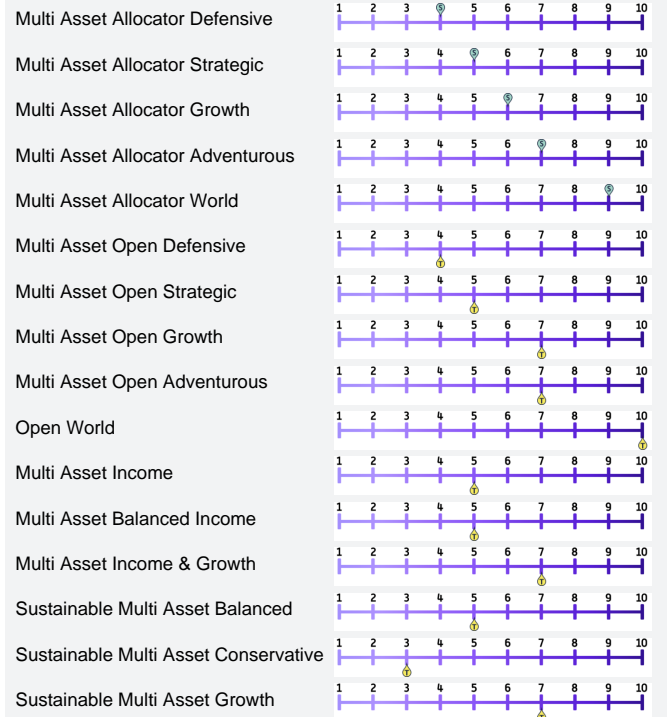 Multi Asset Allocator Defensive
1 2 3 4 5 6 7 8 9 10
S
Multi Asset Allocator Strategic
1 2 3 4 5 6 7 8 9 10
S
Multi Asset Allocator Growth
1 2 3 4 5 6 7 8 9 10
S
Multi Asset Allocator Adventurous
1 2 3 4 5 6 7 8 9 10
S
Multi Asset Allocator World
1 2 3 4 5 6 7 8 9 10
S
Multi Asset Open Defensive
1 2 3 4 5 6 7 8 9 10
T
Multi Asset Open Strategic
1 2 3 4 5 6 7 8 9 10
T
Multi Asset Open Growth
1 2 3 4 5 6 7 8 9 10
T
Multi Asset Open Adventurous
1 2 3 4 5 6 7 8 9 10
T
Open World
1 2 3 4 5 6 7 8 9 10
T
Multi Asset Income
1 2 3 4 5 6 7 8 9 10
T
Multi Asset Balanced Income
1 2 3 4 5 6 7 8 9 10
T
Multi Asset Income & Growth
1 2 3 4 5 6 7 8 9 10
T
Sustainable Multi Asset Balanced
1 2 3 4 5 6 7 8 9 10
T
Sustainable Multi Asset Conservative
1 2 3 4 5 6 7 8 9 10
T
Sustainable Multi Asset Growth
1 2 3 4 5 6 7 8 9 10
T